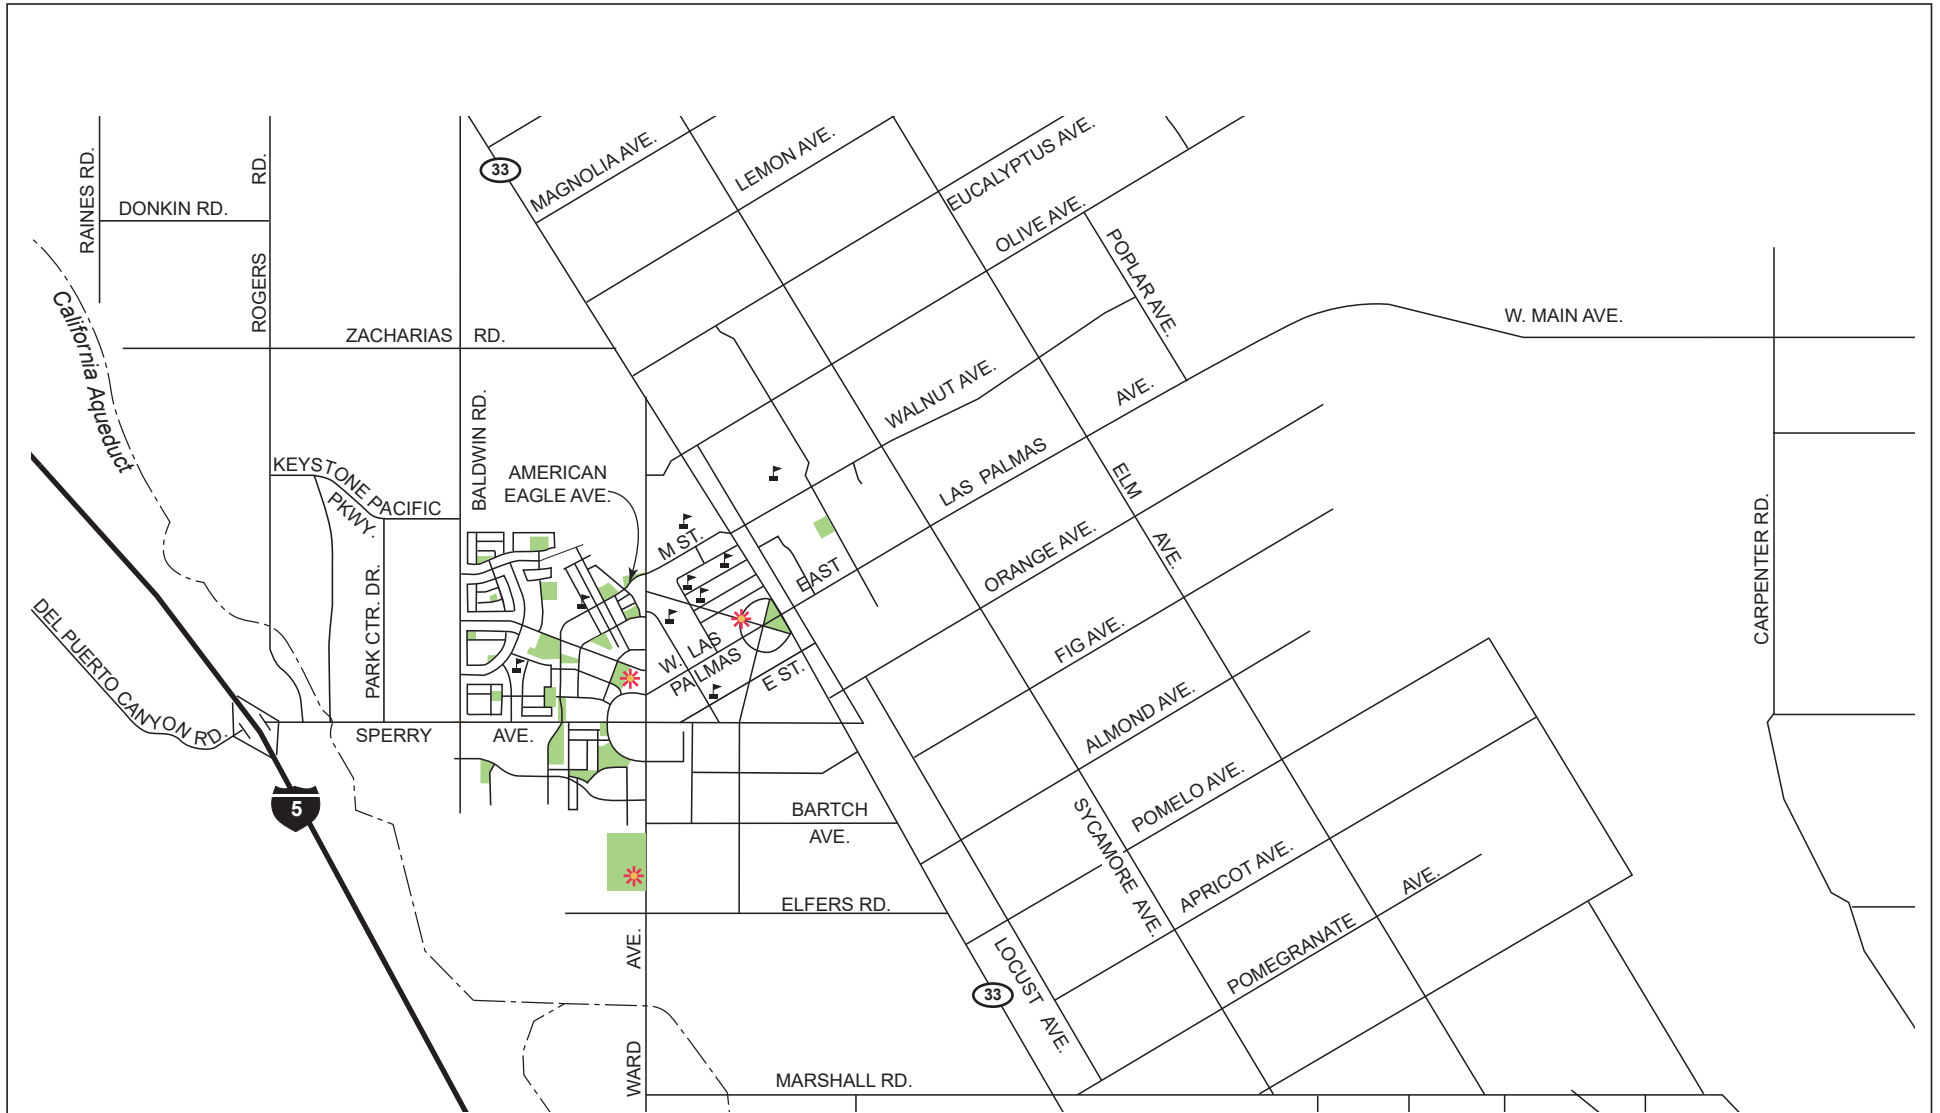 MAGNOLIA AVE.
LEMON AVE.
EUCALYPTUS AVE.
RAINES RD.
ROGERS RD.
33
DONKIN RD.
OLIVE AVE.
POPLAR AVE.
California Aqueduct
ZACHARIAS RD.
W. MAIN AVE.
BALDWIN RD.
WALNUT AVE.
LAS PALMAS AVE.
KEYSTONE PACIFIC
PKWY.
AMERICAN
EAGLE AVE.
ELM AVE.
CARPENTER RD.
M ST.
EAST
ORANGE AVE.
PARK CTR. DR.
DEL PUERTO CANYON RD.
W. LAS
PALMAS
E ST.
FIG AVE.
SPERRY AVE.
ALMOND AVE.
5
BARTCH
AVE.
POMELO AVE.
SYCAMORE AVE.
APRICOT AVE.
ELFERS RD.
POMEGRANATE AVE.
WARD AVE.
33
LOCUST AVE.
MARSHALL RD.